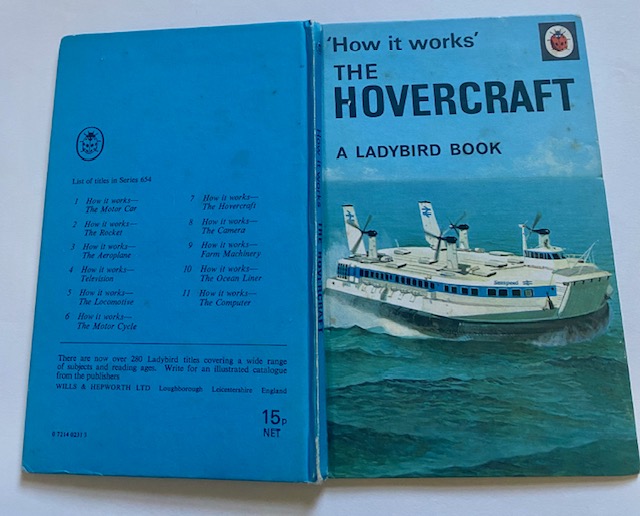 'How it works'
THE
HOVERCRAFT
A LADYBIRD BOOK
Seaspeed
How it works
THE HOVERCRAFT
List of titles in Series 654
1 How it works—
The Motor Car
2 How it works—
The Rocket
3 How it works—
The Aeroplane
4 How it works—
Television
5 How it works—
The Locomotive
6 How it works—
The Motor Cycle
7 How it works—
The Hovercraft
8 How it works—
The Camera
9 How it works—
Farm Machinery
10 How it works—
The Ocean Liner
11 How it works—
The Computer
There are now over 280 Ladybird titles covering a wide range
of subjects and reading ages. Write for an illustrated catalogue
from the publishers
WILLS & HEPWORTH LTD Loughborough Leicestershire England
15p
NET